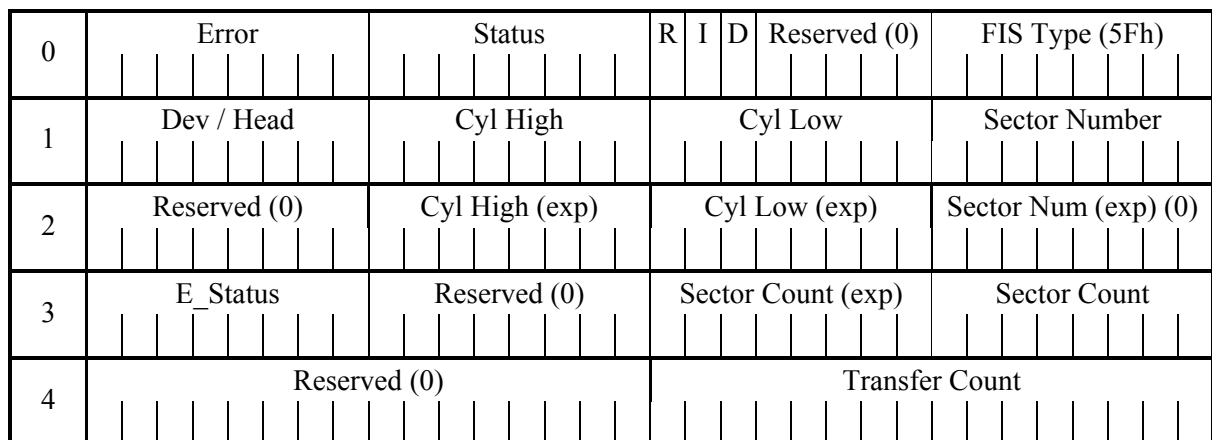 0 Error Status R I D Reserved (0) FIS Type (5Fh)
1 Dev / Head Cyl High Cyl Low Sector Number
2 Reserved (0) Cyl High (exp) Cyl Low (exp) Sector Num (exp) (0)
3 E_Status Reserved (0) Sector Count (exp) Sector Count
4 Reserved (0) Transfer Count